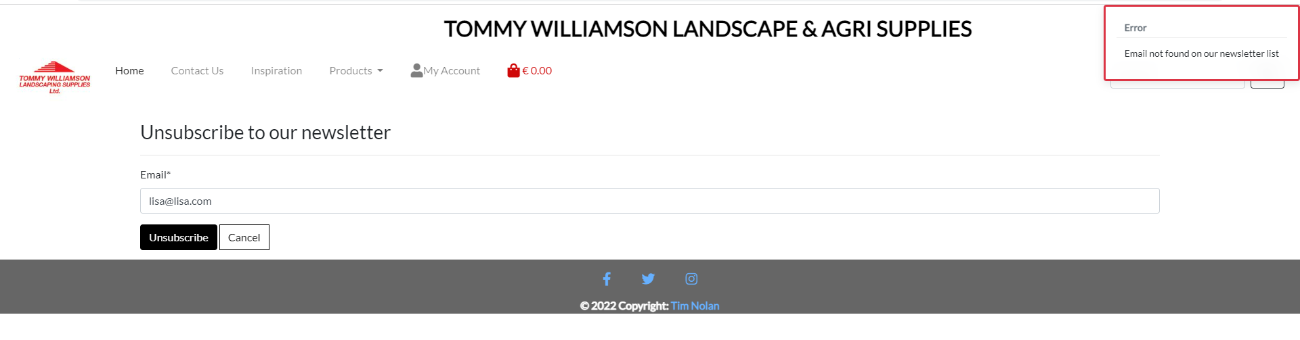 TOMMY WILLIAMSON LANDSCAPE & AGRI SUPPLIES
Error
Email not found on our newsletter list
TOMMY WILLIAMSON
LANDSCAPING SUPPLIES
Ltd.
Home Contact Us Inspiration Products My Account € 0.00
Unsubscribe to our newsletter
Email*
lisa@lisa.com
Unsubscribe Cancel
© 2022 Copyright: Tim Nolan